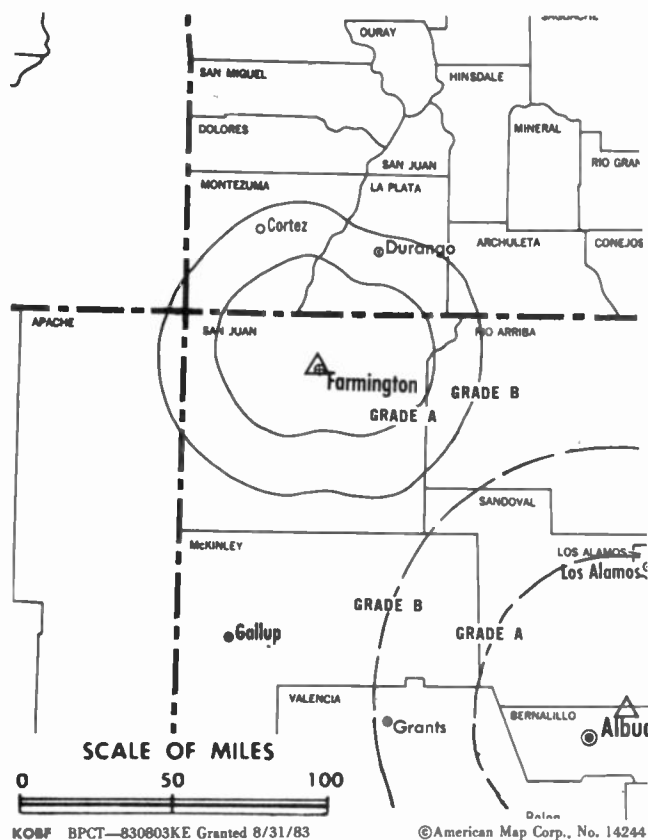 OURAY
SAN MIGUEL
HINSDALE
DOLORES
MINERAL
SAN JUAN
RIO GRAN
MONTEZUMA
LA PLATA
Cortez
Durango
ARCHULETA
CONEJOS
APACHE
SAN JUAN
RIO ARRIBA
Farmington
GRADE B
GRADE A
SANDOVAL
McKINLEY
LOS ALAMOS
Los Alamos
GRADE B
GRADE A
Gallup
VALENCIA
Grants
BERNALILLO
Albu
SCALE OF MILES
0 50 100
KOBF BPCT—830803KE Granted 8/31/83
©American Map Corp., No. 14244